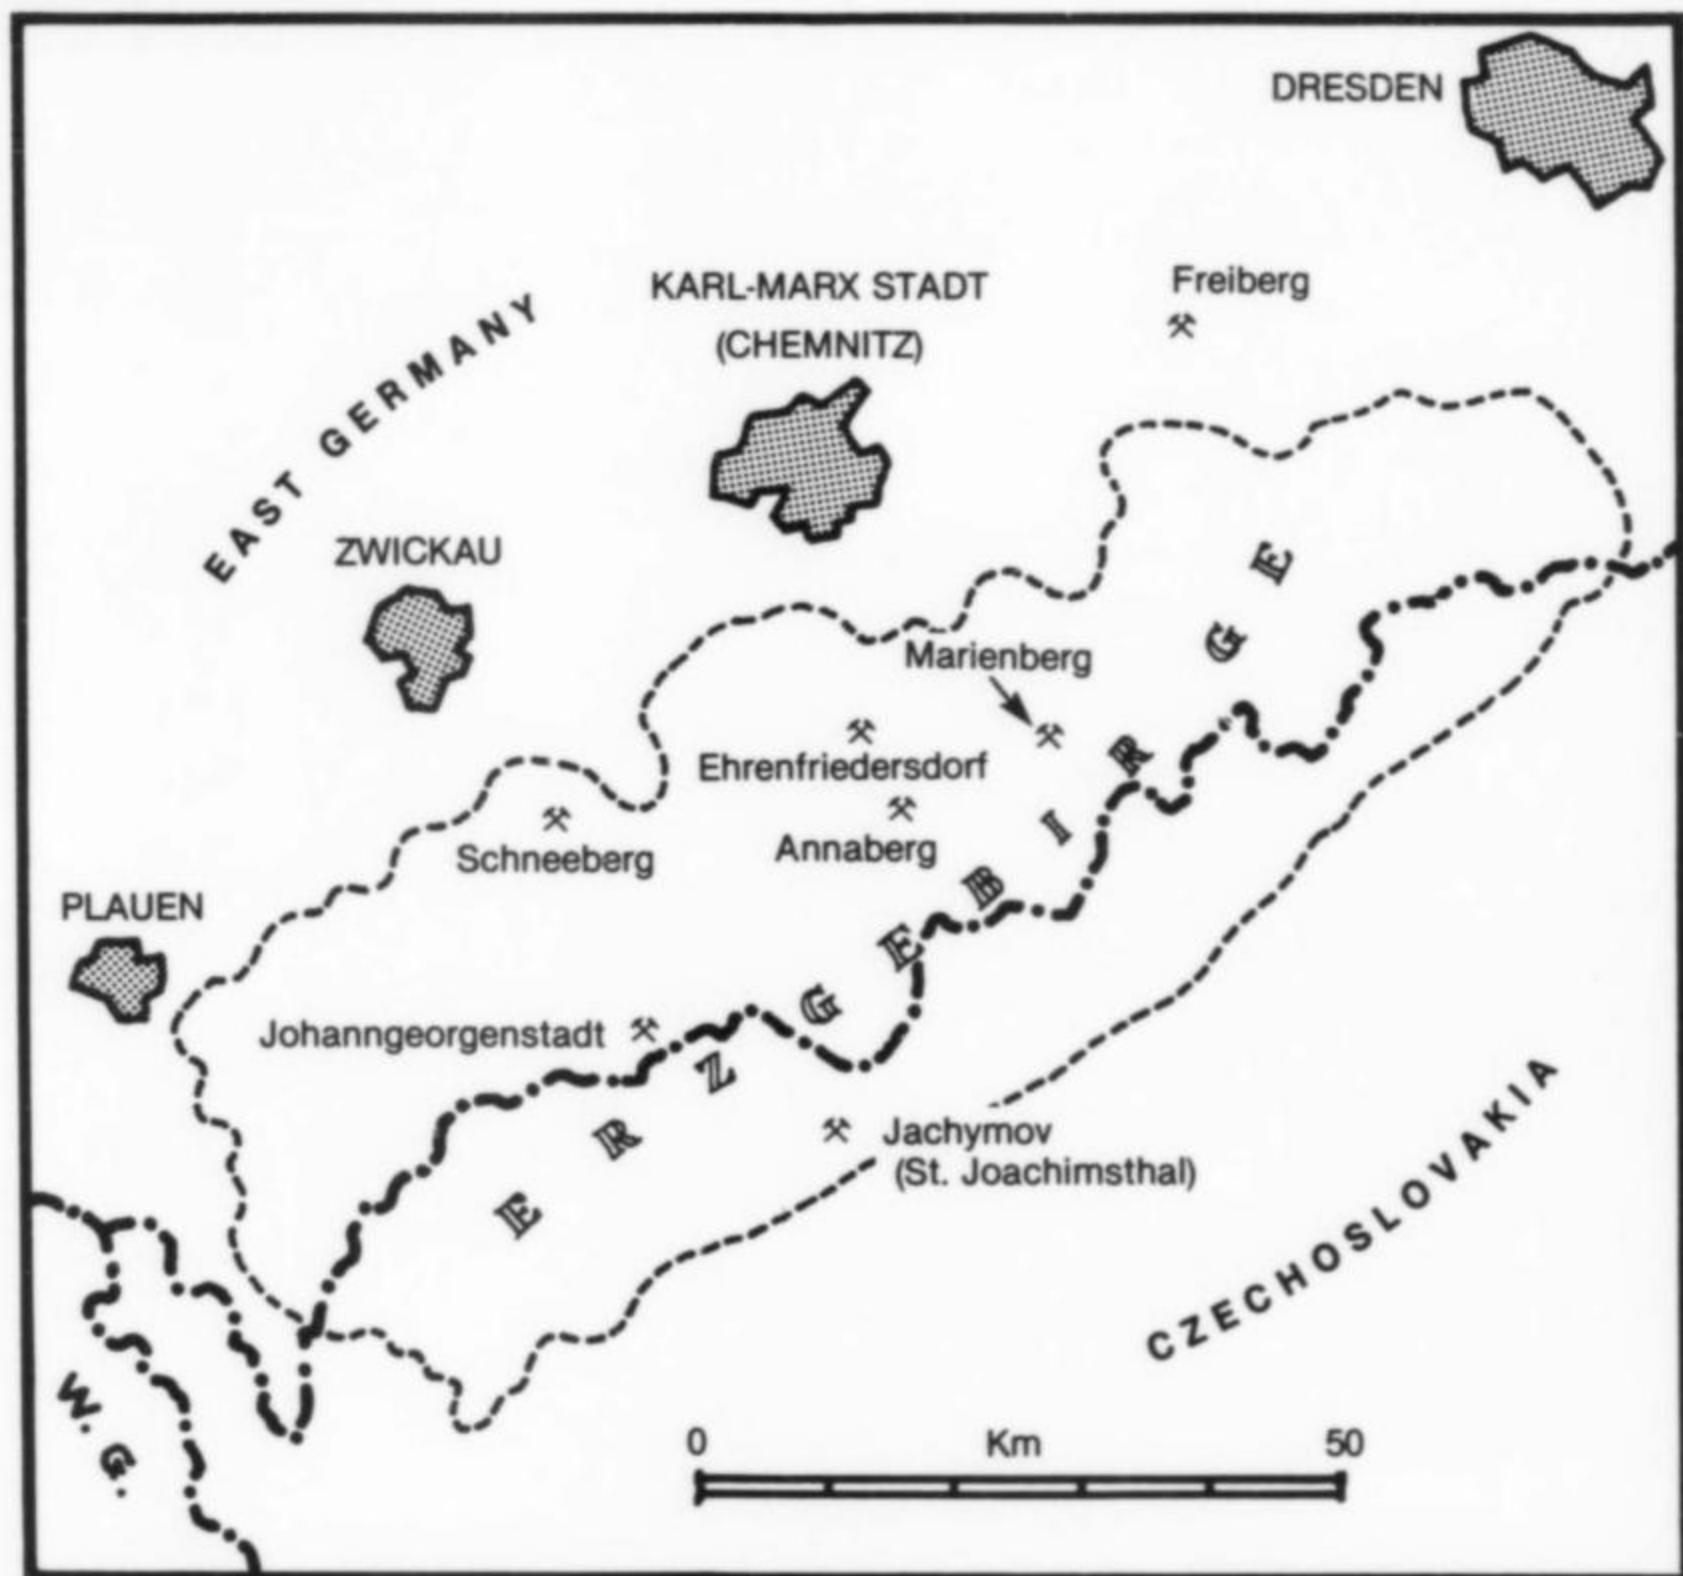 DRESDEN
KARL-MARX STADT
(CHEMNITZ)
Freiberg
EAST GERMANY
ZWICKAU
Marienberg
Ehrenfriedersdorf
Schneeberg
Annaberg
PLAUEN
Johanngeorgenstadt
ERZGEBIRGE
Jachymov
(St. Joachimsthal)
CZECHOSLOVAKIA
W. G.
0 Km 50